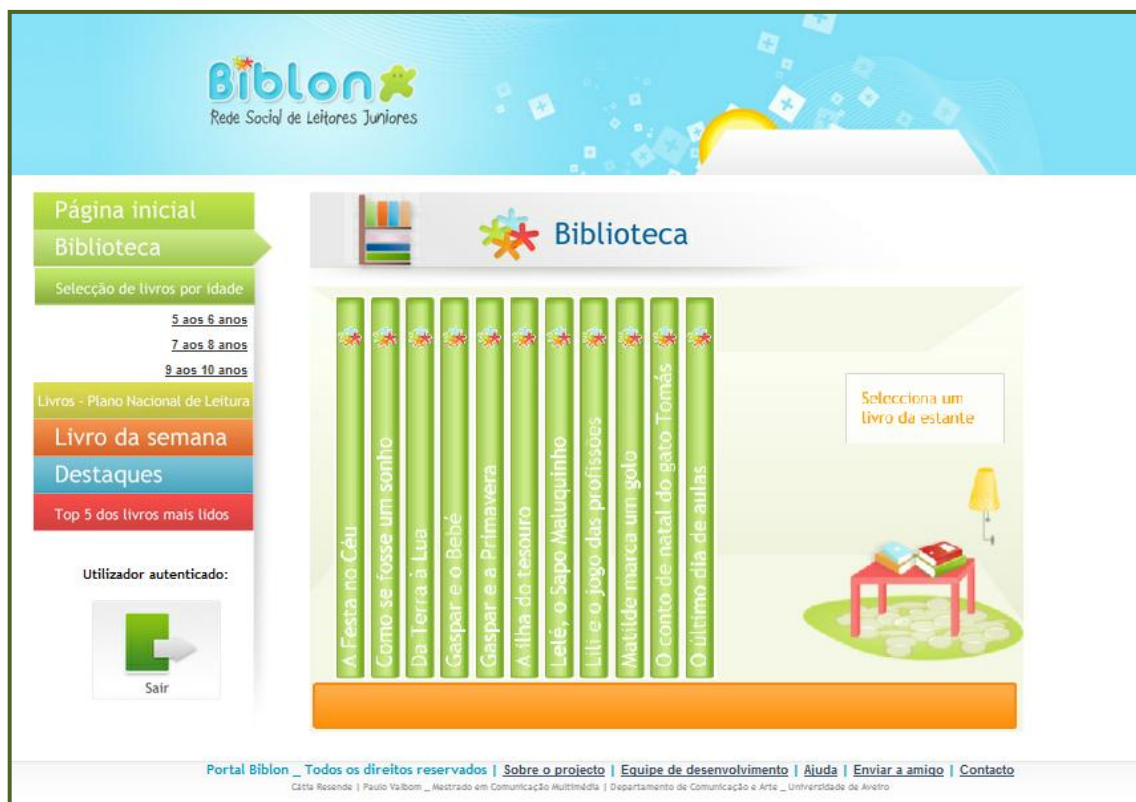 Biblon
Rede Social de Leitores Juniores
Página inicial
Biblioteca
Selecção de livros por idade
5 aos 6 anos
7 aos 8 anos
9 aos 10 anos
Livros - Plano Nacional de Leitura
Livro da semana
Destaques
Top 5 dos livros mais lidos
Utilizador autenticado:
Sair
Biblioteca
A Festa no Céu
Como se fosse um sonho
Da Terra à Lua
Gaspar e o Bebé
Gaspar e a Primavera
A ilha do tesouro
Lelé, o Sapo Maluquinho
Lili e o jogo das profissões
Matilde marca um golo
O conto de natal do gato Tomás
O último dia de aulas
Selecciona um
livro da estante
Portal Biblon _ Todos os direitos reservados | Sobre o projecto | Equipe de desenvolvimento | Ajuda | Enviar a amigo | Contacto
Cátia Resende | Paulo Valbom _ Mestrado em Comunicação Multimédia | Departamento de Comunicação e Arte _ Universidade de Aveiro